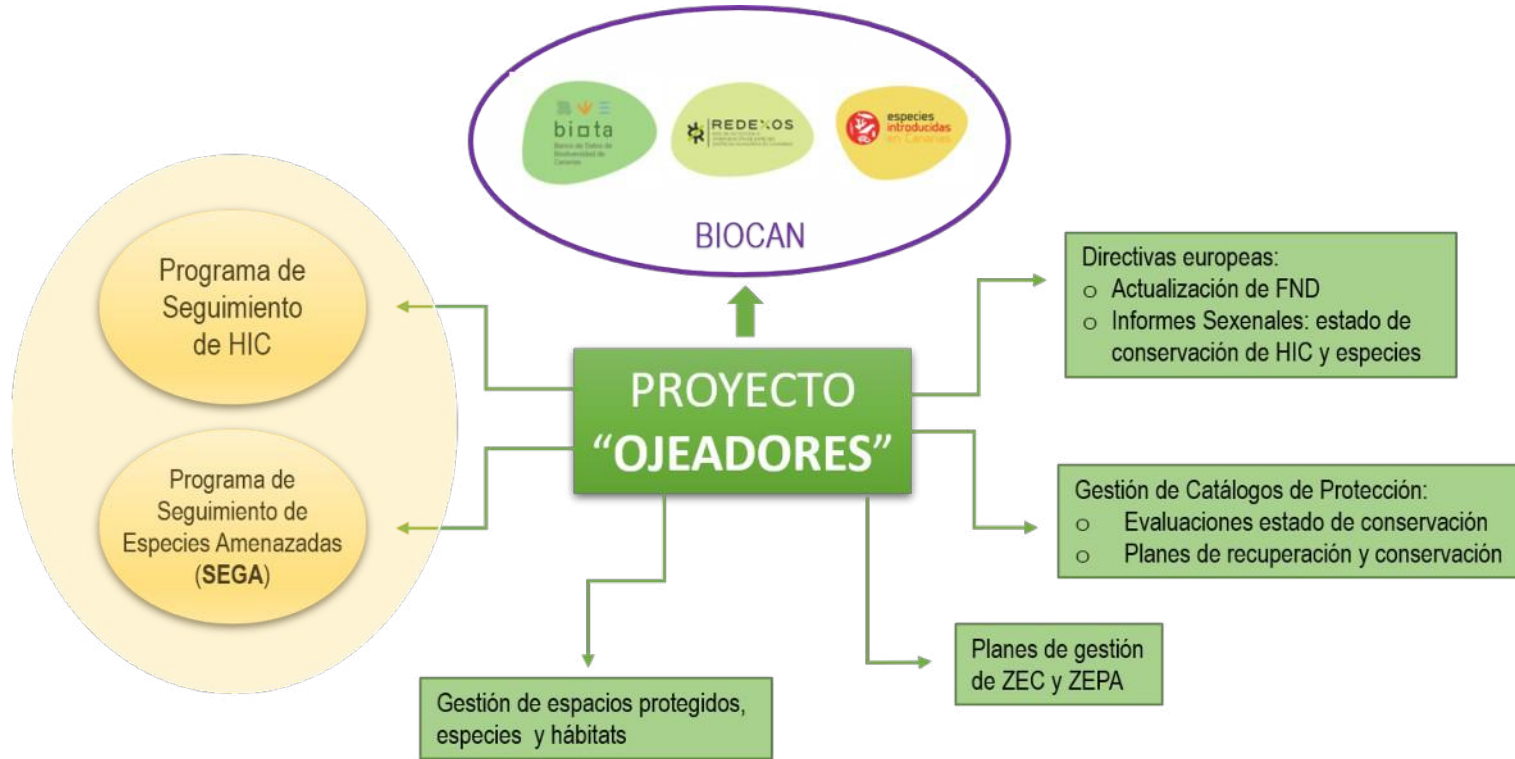 biota
Banco de Datos de
Biodiversidad de
Canarias
REDEXOS
especies
introducidas
en Canarias
BIOCAN
Programa de
Seguimiento
de HIC
Programa de
Seguimiento de
Especies Amenazadas
(SEGA)
PROYECTO
“OJEADORES”
Directivas europeas:
o Actualización de FND
o Informes Sexenales: estado de
conservación de HIC y especies
Gestión de Catálogos de Protección:
o Evaluaciones estado de conservación
o Planes de recuperación y conservación
Planes de gestión
de ZEC y ZEPA
Gestión de espacios protegidos,
especies y hábitats